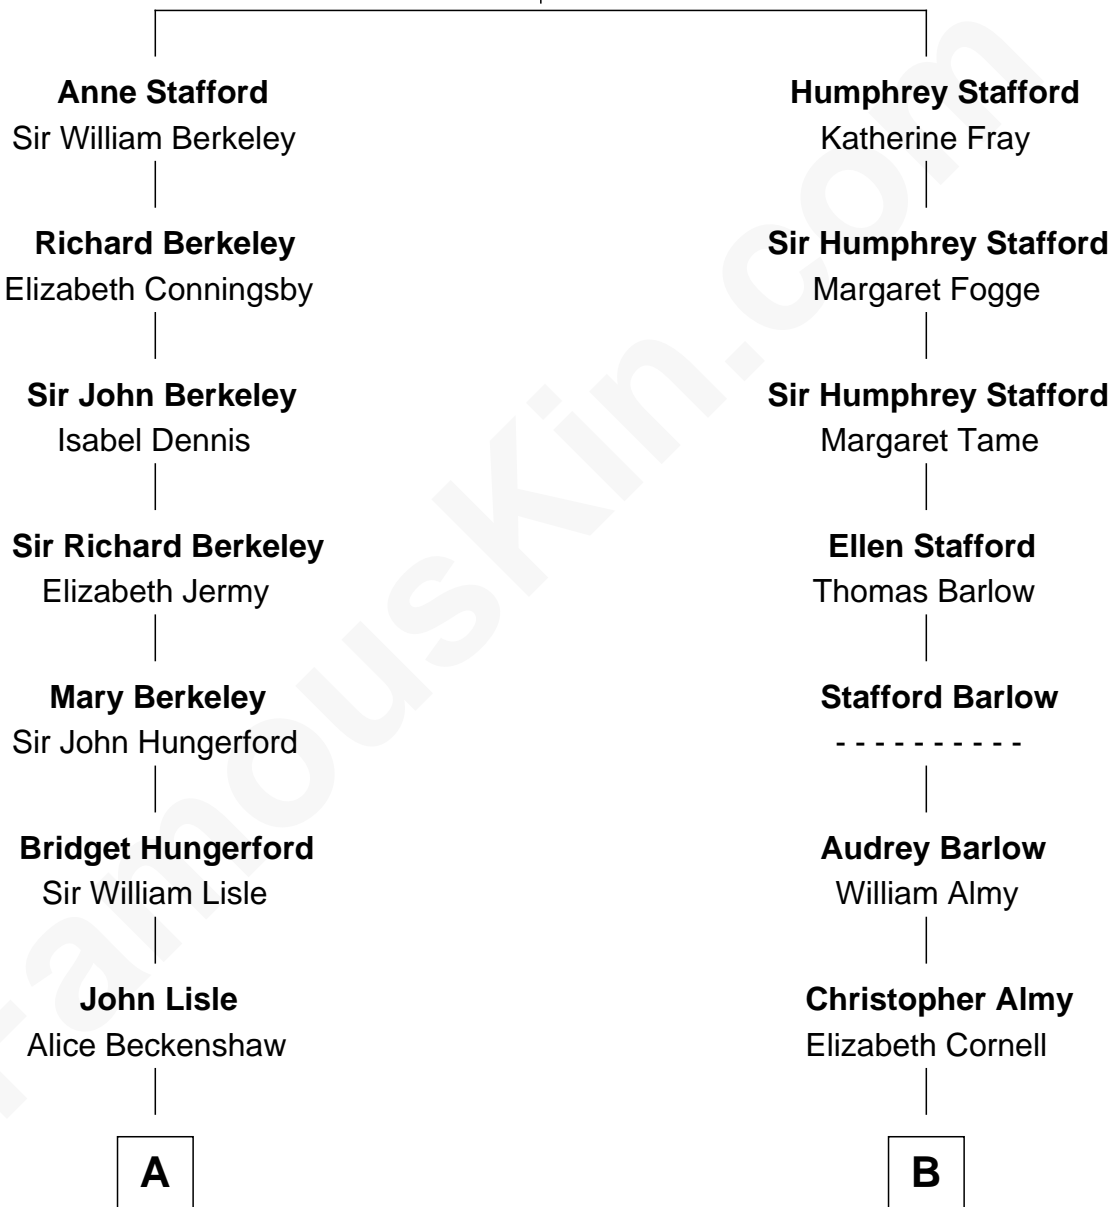 Anne Stafford
Sir William Berkeley
Richard Berkeley
Elizabeth Conningsby
Sir John Berkeley
Isabel Dennis
Sir Richard Berkeley
Elizabeth Jermy
Mary Berkeley
Sir John Hungerford
Bridget Hungerford
Sir William Lisle
John Lisle
Alice Beckenshaw
A
Humphrey Stafford
Katherine Fray
Sir Humphrey Stafford
Margaret Fogge
Sir Humphrey Stafford
Margaret Tame
Ellen Stafford
Thomas Barlow
Stafford Barlow
- - - - - - - - - -
Audrey Barlow
William Almy
Christopher Almy
Elizabeth Cornell
B
FamousKin.com